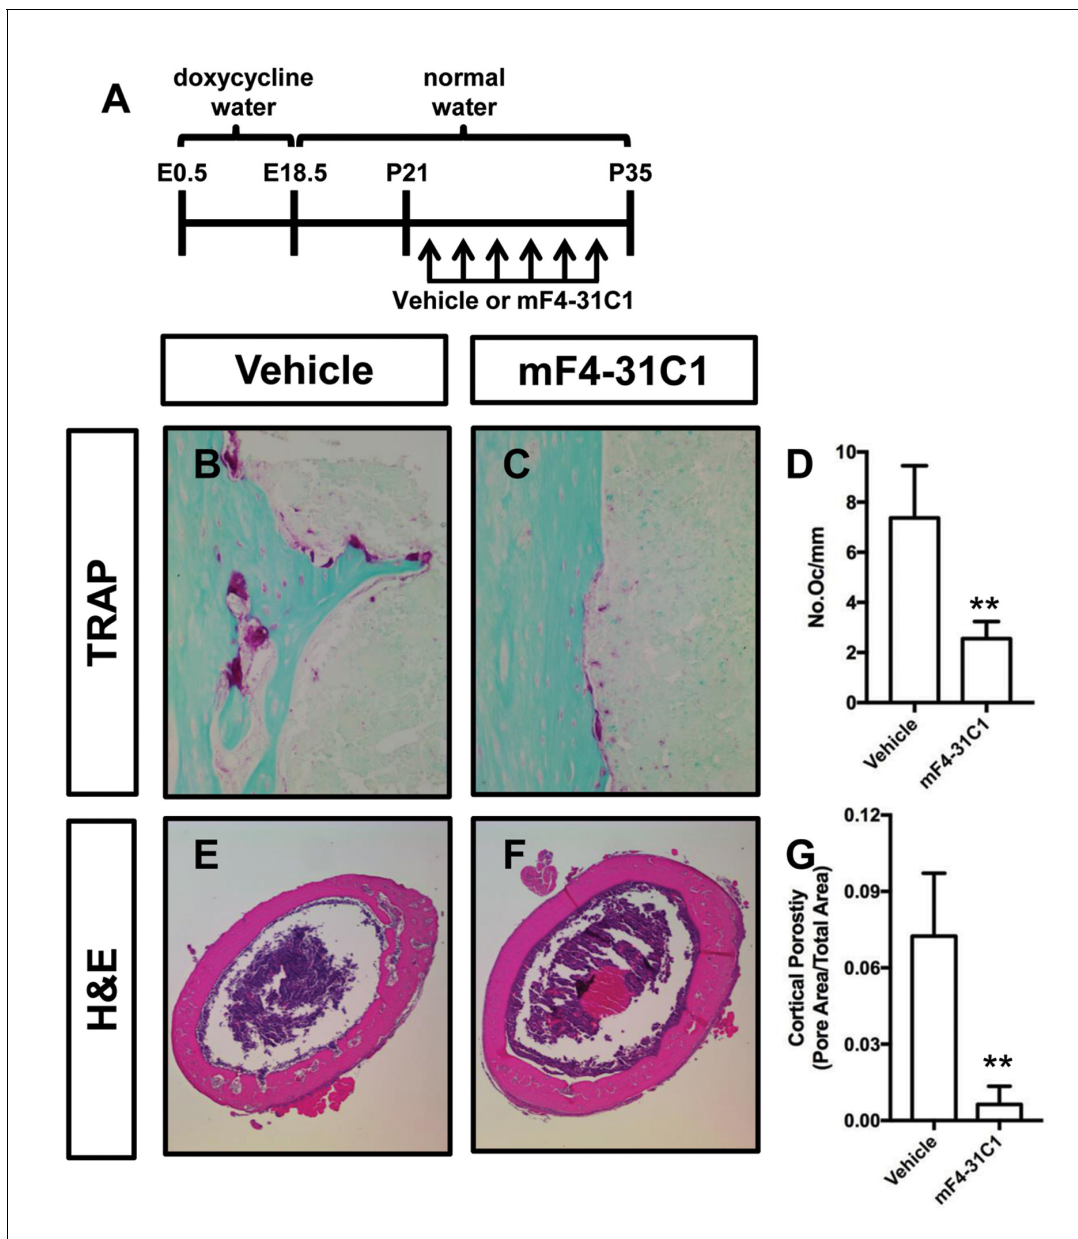 A
doxycycline
water
normal
water
E0.5
E18.5
P21
P35
Vehicle or mF4-31C1
Vehicle
mF4-31C1
TRAP
B
C
D
No.Oc/mm
10
8
6
4
2
0
**
Vehicle
mF4-31C1
H&E
E
F
G
Cortical Porostiy
(Pore Area/Total Area)
0.12
0.09
0.06
0.03
0.00
**
Vehicle
mF4-31C1